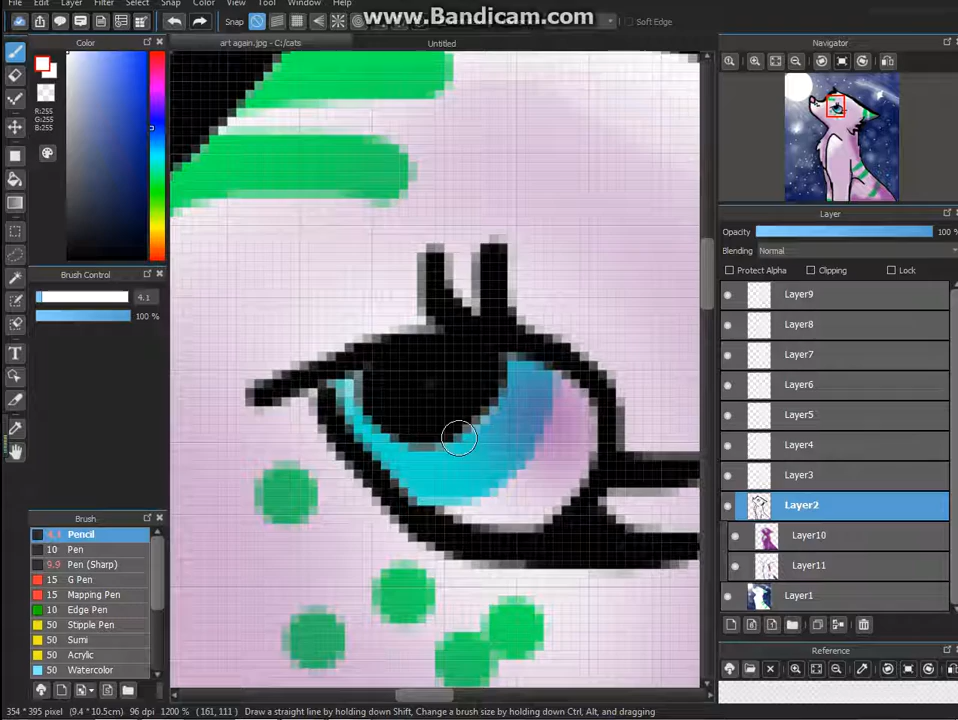 www.Bandicam.com
Filter Select Snap Color View Tool Window Help
Snap Soft Edge
Color art again.jpg - C:/cats Untitled Navigator
R:255
G:255
B:255
Layer
Opacity 100 %
Blending Normal
Protect Alpha Clipping Lock
Brush Control
4.1
100 %
Layer9
Layer8
Layer7
Layer6
Layer5
Layer4
Layer3
Layer2
Layer10
Layer11
Layer1
Brush
4.1 Pencil
10 Pen
9.9 Pen (Sharp)
15 G Pen
15 Mapping Pen
10 Edge Pen
50 Stipple Pen
50 Sumi
50 Acrylic
50 Watercolor
Reference
354 * 395 pixel (9.4 * 10.5cm) 96 dpi 1200 % (161, 111) Draw a straight line by holding down Shift, Change a brush size by holding down Ctrl, Alt, and dragging